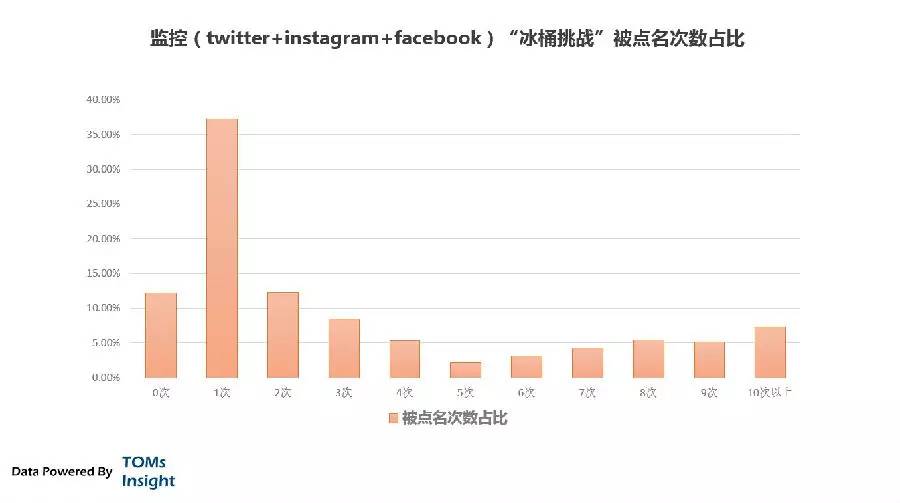 监控（twitter+instagram+facebook）“冰桶挑战”被点名次数占比
40.00%
35.00%
30.00%
25.00%
20.00%
15.00%
10.00%
5.00%
0.00%
0次 1次 2次 3次 4次 5次 6次 7次 8次 9次 10次以上
被点名次数占比
Data Powered By TOMs
Insight